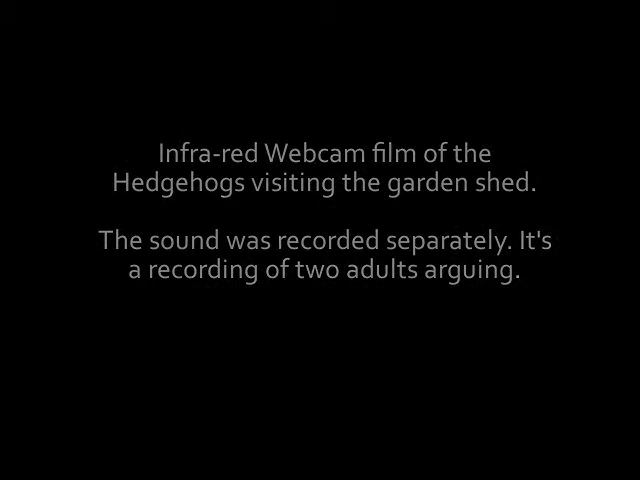 Infra-red Webcam film of the
Hedgehogs visiting the garden shed.
The sound was recorded separately. It's
a recording of two adults arguing.